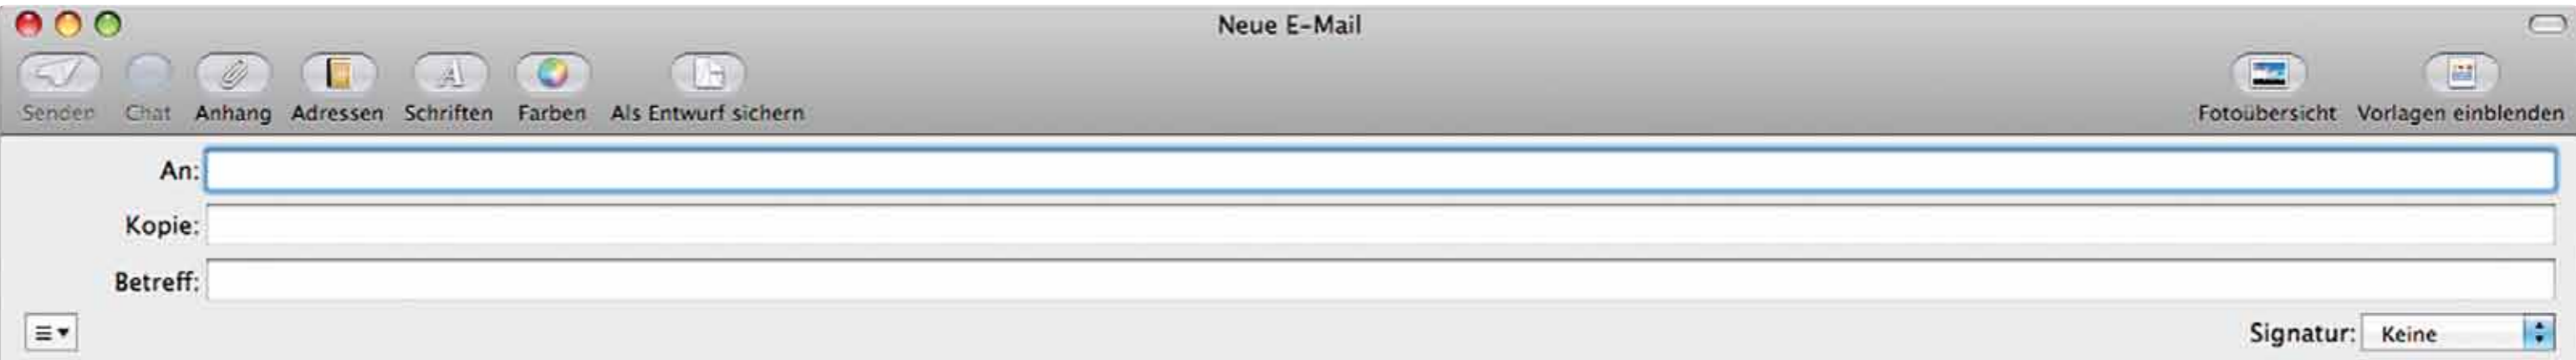 Neue E-Mail
Senden Chat Anhang Adressen Schriften Farben Als Entwurf sichern Fotoübersicht Vorlagen einblenden
An:
Kopie:
Betreff:
Signatur: Keine